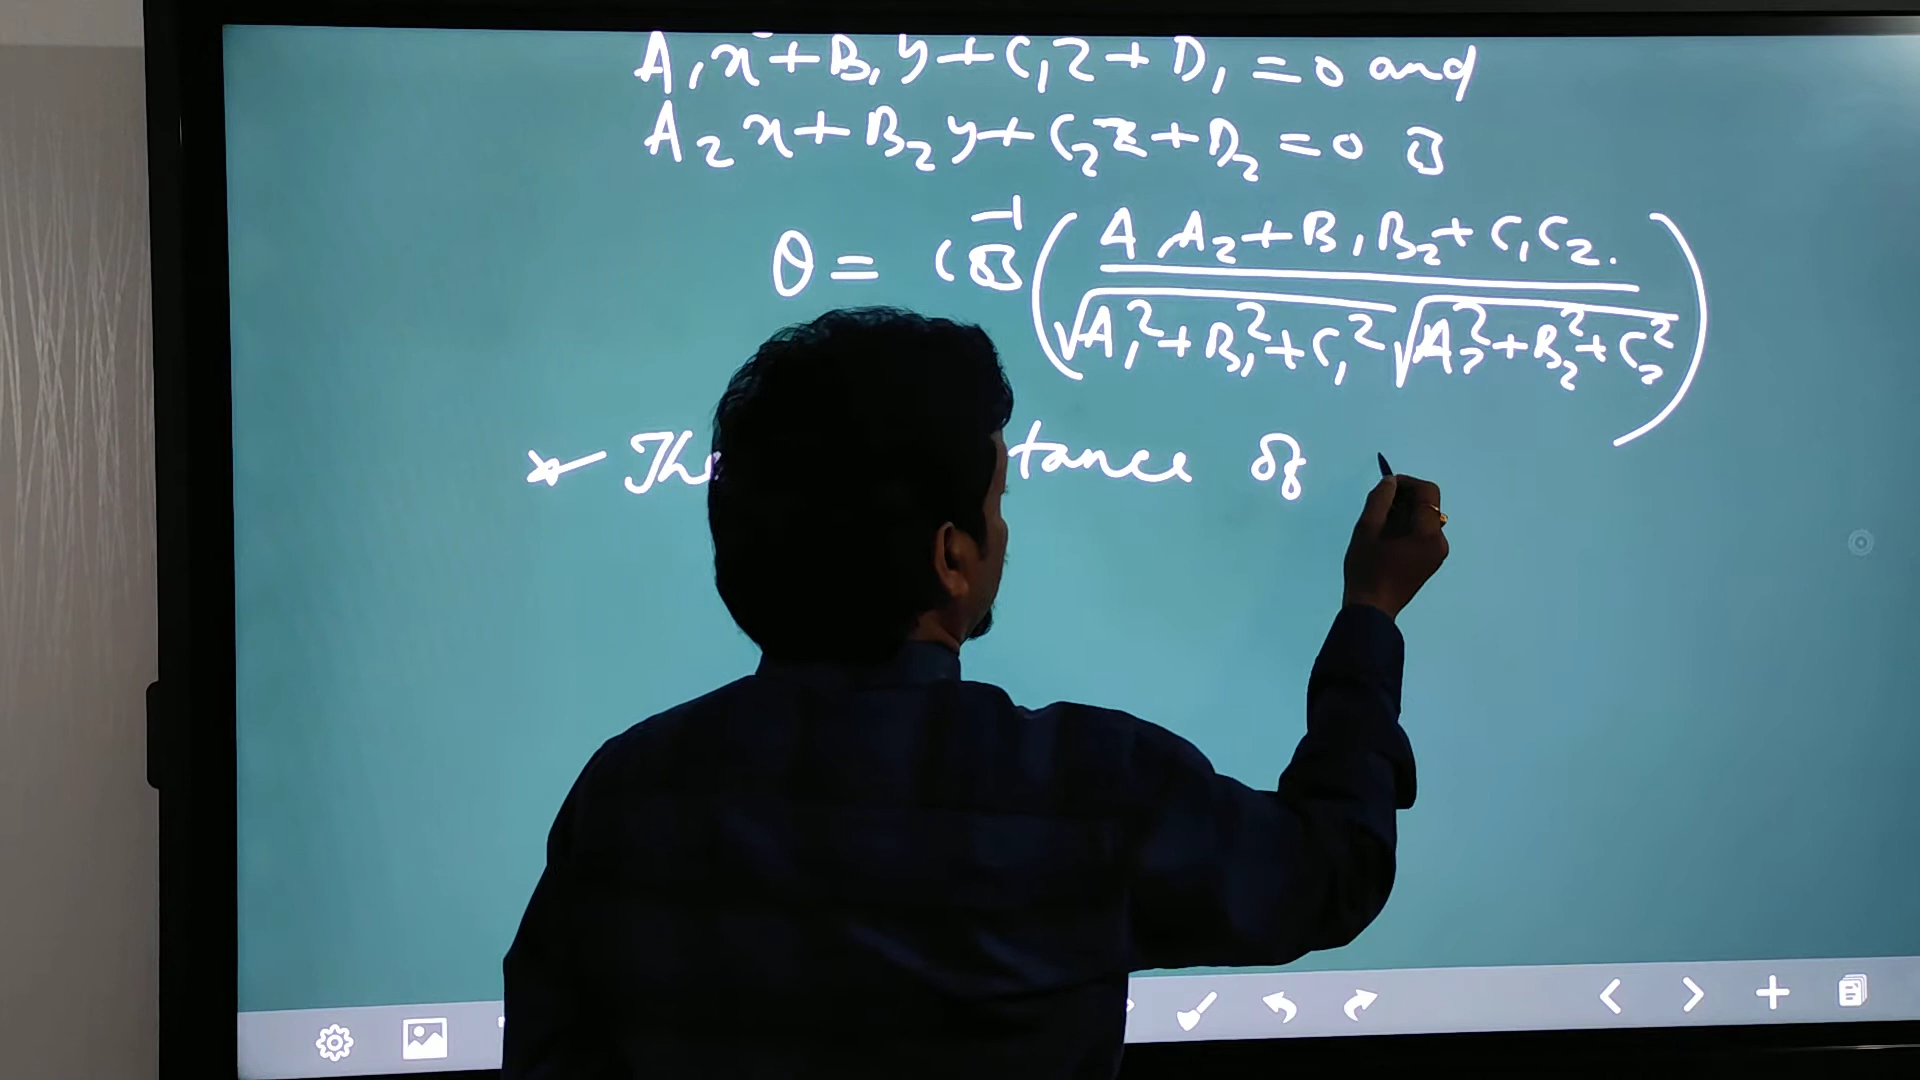 A₁x + B₁y + C₁z + D₁ = 0 and
A₂x + B₂y + C₂z + D₂ = 0 is
θ = cos⁻¹ ( A₁A₂ + B₁B₂ + C₁C₂. / √A₁² + B₁² + C₁² √A₂² + B₂² + C₂² )
* The tance of